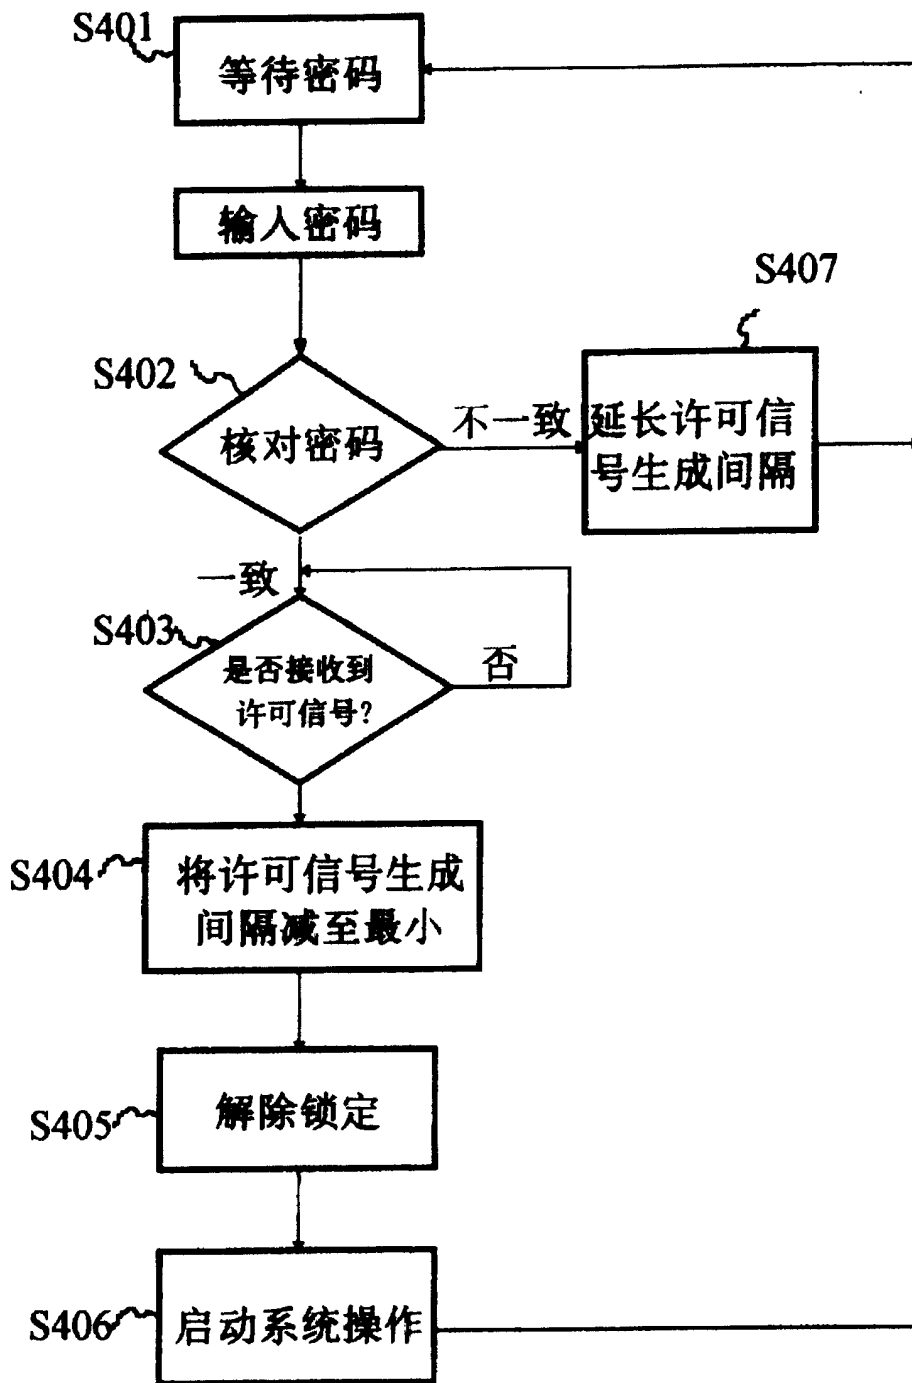 S401
等待密码
输入密码
S407
S402
核对密码
不一致
延长许可信
号生成间隔
一致
S403
是否接收到
许可信号?
否
S404
将许可信号生成
间隔减至最小
S405
解除锁定
S406
启动系统操作